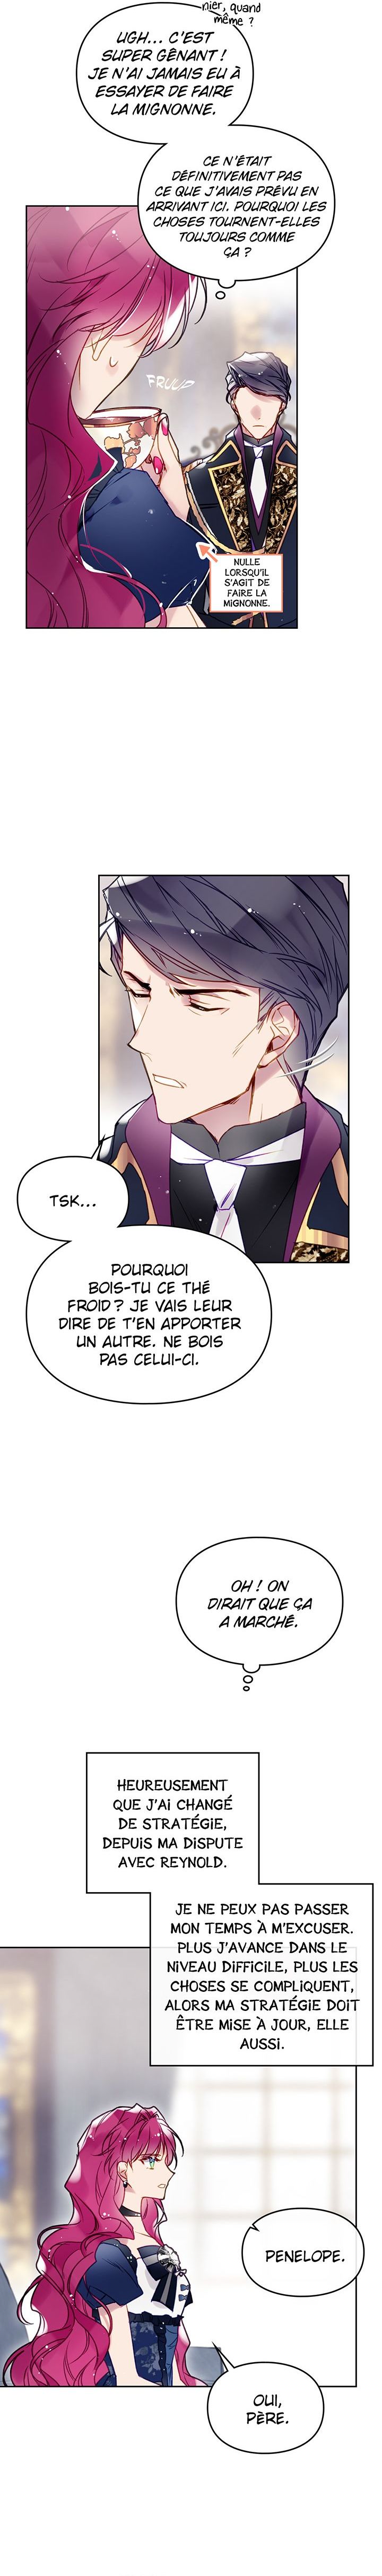 nier, quand
même ?
UGH... C'EST
SUPER GÊNANT !
JE N'AI JAMAIS EU À
ESSAYER DE FAIRE
LA MIGNONNE.
CE N'ÉTAIT
DÉFINITIVEMENT PAS
CE QUE J'AVAIS PRÉVU EN
ARRIVANT ICI. POURQUOI LES
CHOSES TOURNENT-ELLES
TOUJOURS COMME
ÇA ?
NULLE
LORSQU'IL
S'AGIT DE
FAIRE LA
MIGNONNE.
TSK...
POURQUOI
BOIS-TU CE THÉ
FROID ? JE VAIS LEUR
DIRE DE T'EN APPORTER
UN AUTRE. NE BOIS
PAS CELUI-CI.
OH ! ON
DIRAIT QUE ÇA
A MARCHÉ.
HEUREUSEMENT
QUE J'AI CHANGÉ
DE STRATÉGIE,
DEPUIS MA DISPUTE
AVEC REYNOLD.
JE NE PEUX PAS PASSER
MON TEMPS À M'EXCUSER.
PLUS J'AVANCE DANS LE
NIVEAU DIFFICILE, PLUS LES
CHOSES SE COMPLIQUENT,
ALORS MA STRATÉGIE DOIT
ÊTRE MISE À JOUR, ELLE
AUSSI.
PENELOPE.
OUI,
PÈRE.